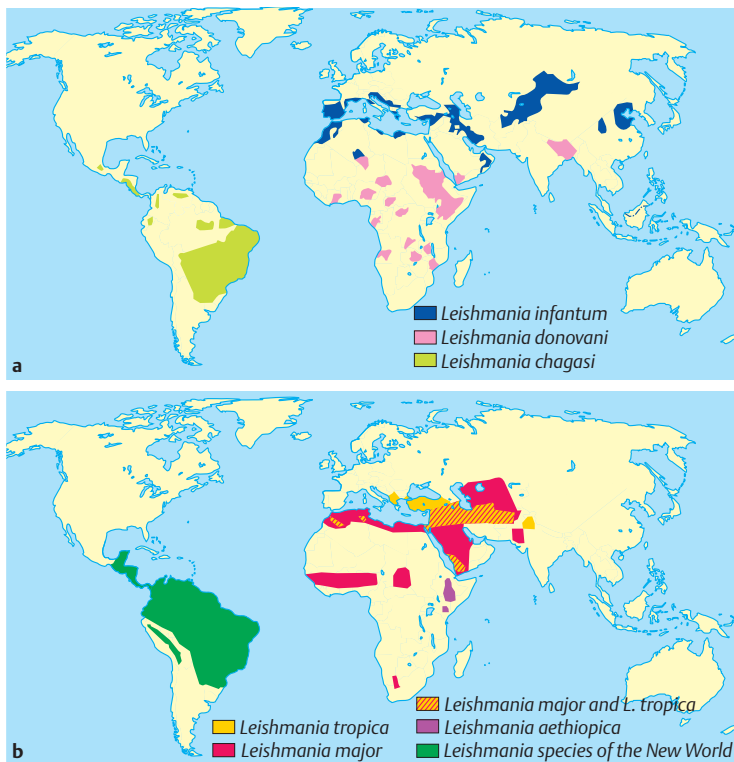 Leishmania infantum
Leishmania donovani
a Leishmania chagasi
Leishmania major and L. tropica
Leishmania tropica Leishmania aethiopica
b Leishmania major Leishmania species of the New World